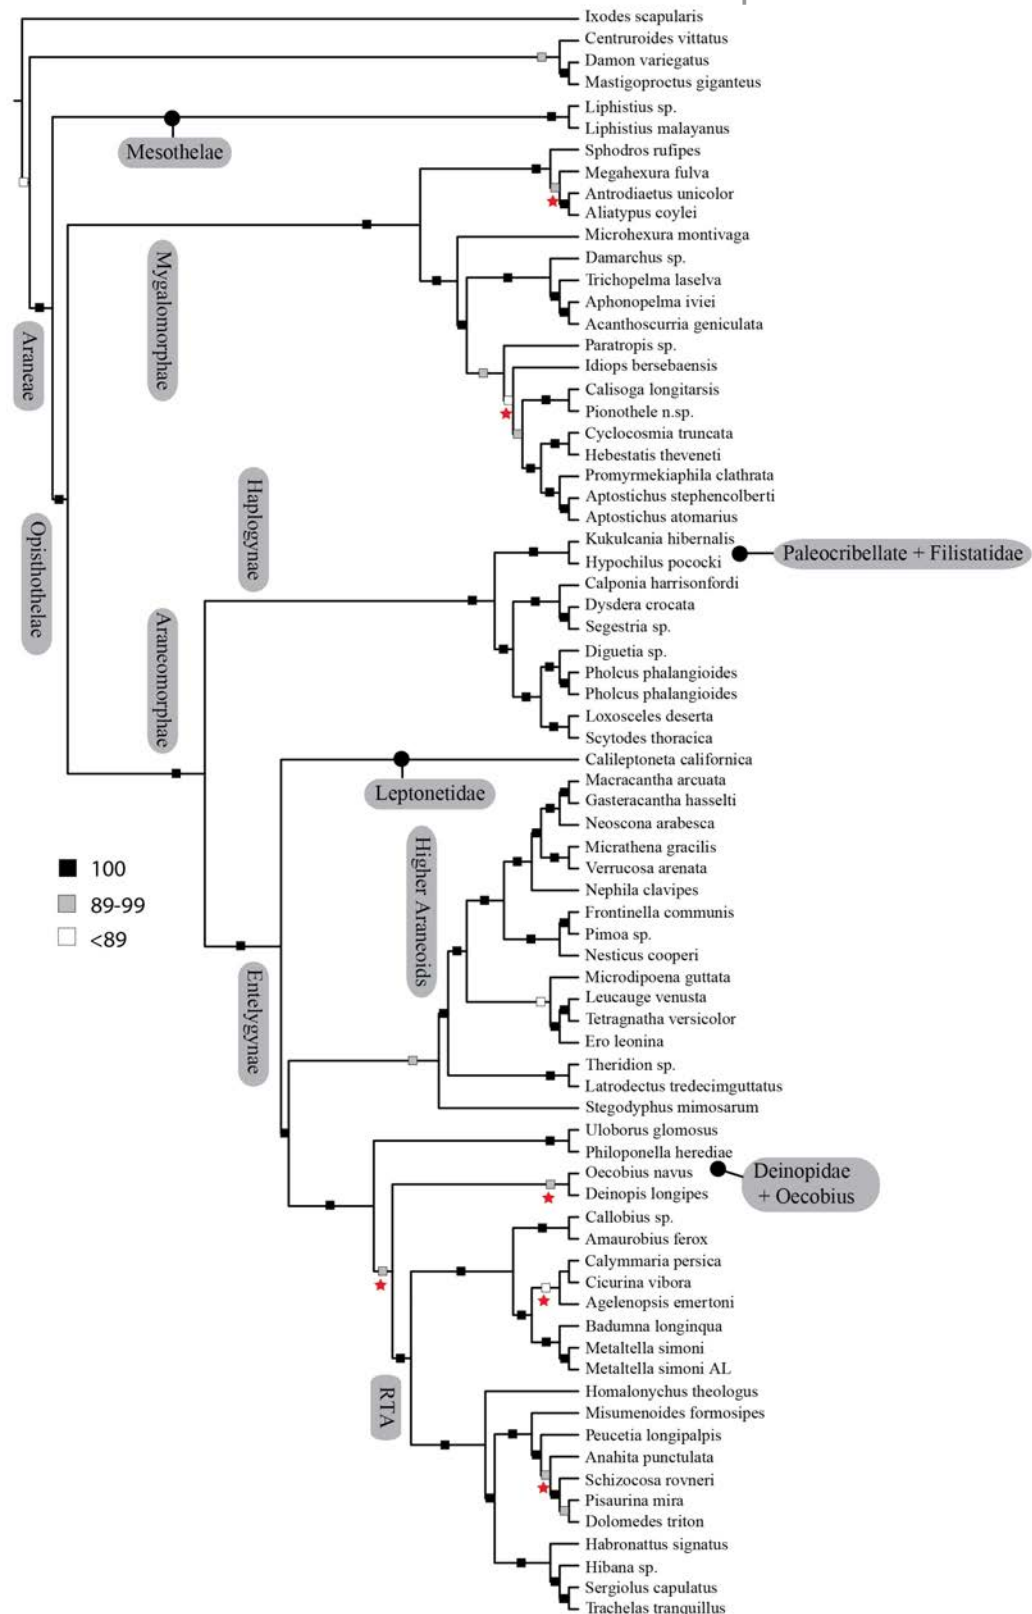 Ixodes scapularis
Centruroides vittatus
Damon variegatus
Mastigoproctus giganteus
Liphistius sp.
Liphistius malayanus
Mesothelae
Sphodros rufipes
Megahexura fulva
Antrodiaetus unicolor
Aliatypus coylei
Microhexura montivaga
Mygalomorphae
Damarchus sp.
Trichopelma laselva
Aphonopelma iviei
Acanthoscurria geniculata
Araneae
Paratropis sp.
Idiops bersebaensis
Calisoga longitarsis
Pionothele n.sp.
Cyclocosmia truncata
Hebestatis theveneti
Promyrmekiaphila clathrata
Aptostichus stephencolberti
Aptostichus atomarius
Haplogynae
Kukulcania hibernalis
Hypochilus pococki
Paleocribellate + Filistatidae
Opisthothelae
Calponia harrisonfordi
Dysdera crocata
Segestria sp.
Araneomorphae
Diguetia sp.
Pholcus phalangioides
Pholcus phalangioides
Loxosceles deserta
Scytodes thoracica
Calileptoneta californica
Leptonetidae
Macracantha arcuata
Gasteracantha hasselti
Neoscona arabesca
Micrathena gracilis
Verrucosa arenata
Nephila clavipes
100
89-99
<89
Higher Araneoids
Frontinella communis
Pimoa sp.
Nesticus cooperi
Microdipoena guttata
Leucauge venusta
Tetragnatha versicolor
Ero leonina
Entelygynae
Theridion sp.
Latrodectus tredecimguttatus
Stegodyphus mimosarum
Uloborus glomosus
Philoponella herediae
Oecobius navus
Deinopis longipes
Deinopidae
+ Oecobius
Callobius sp.
Amaurobius ferox
Calymmaria persica
Cicurina vibora
Agelenopsis emertoni
Badumna longinqua
Metaltella simoni
Metaltella simoni AL
RTA
Homalonychus theologus
Misumenoides formosipes
Peucetia longipalpis
Anahita punctulata
Schizocosa rovneri
Pisaurina mira
Dolomedes triton
Habronattus signatus
Hibana sp.
Sergiolus capulatus
Trachelas tranquillus